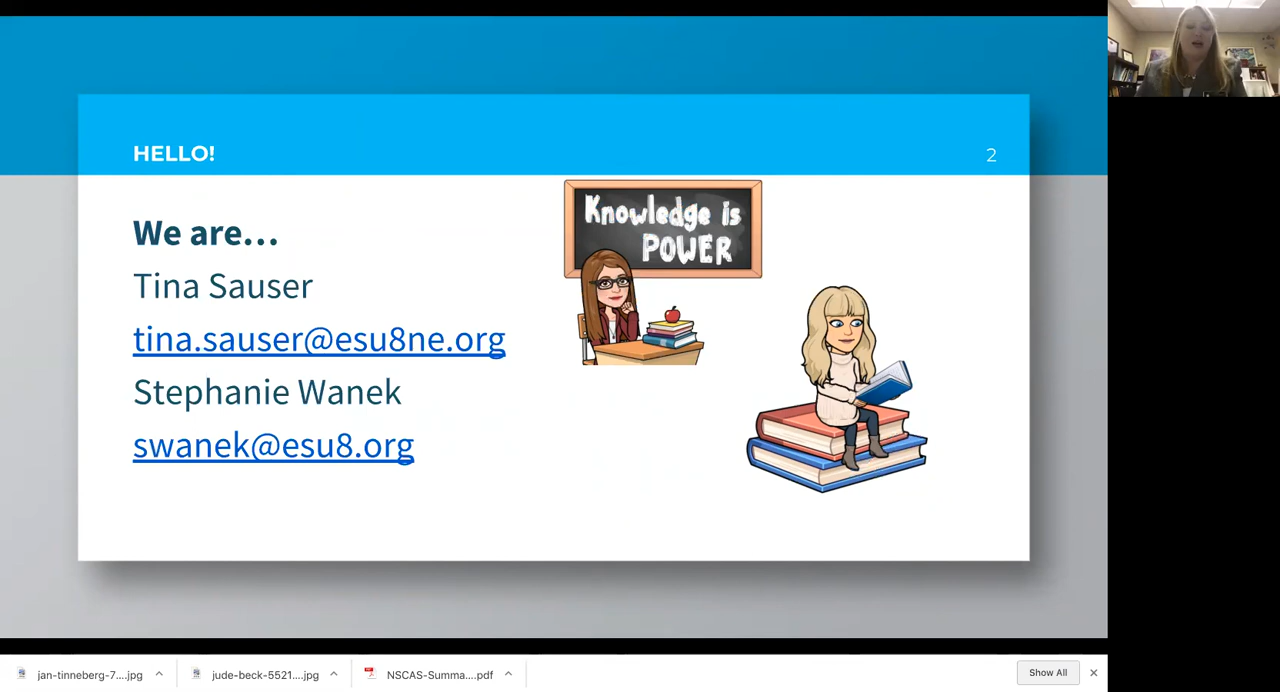 HELLO!
2
Knowledge is
POWER
We are...
Tina Sauser
tina.sauser@esu8ne.org
Stephanie Wanek
swanek@esu8.org
jan-tinneberg-7....jpg
jude-beck-5521....jpg
NSCAS-Summa....pdf
Show All